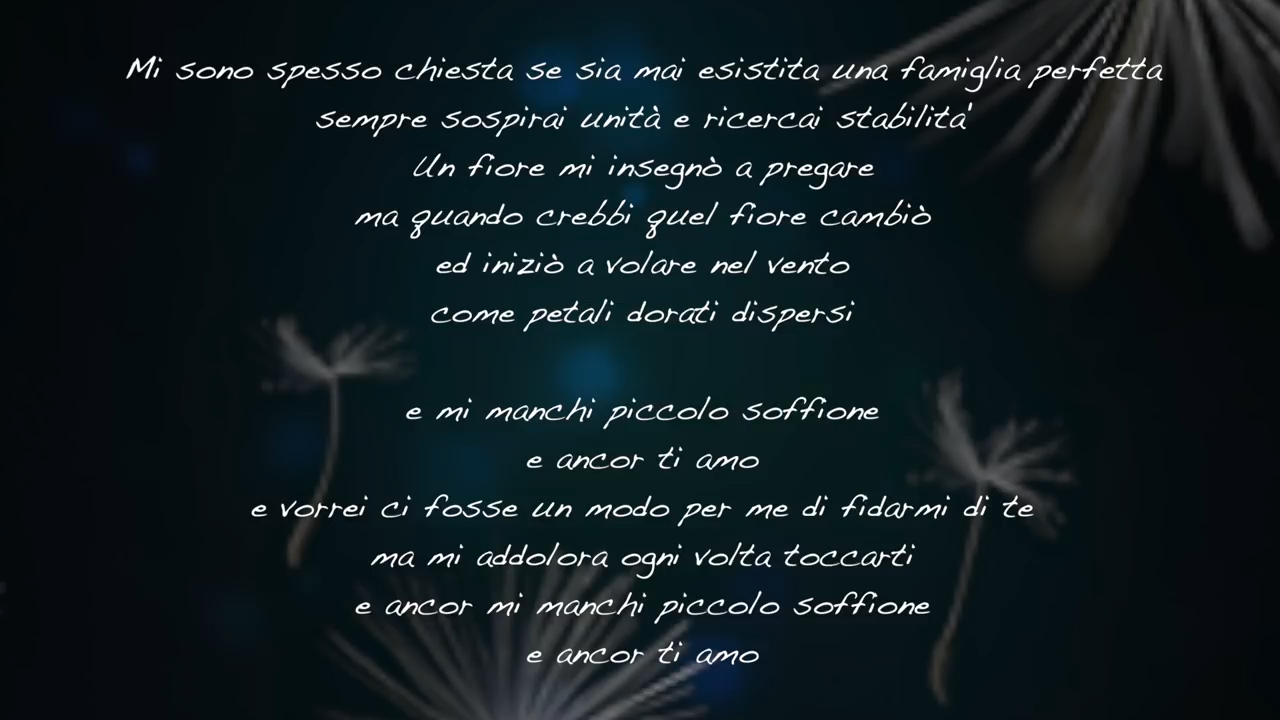 Mi sono spesso chiesta se sia mai esistita una famiglia perfetta
sempre sospirai unità e ricercai stabilita'
Un fiore mi insegnò a pregare
ma quando crebbi quel fiore cambiò
ed iniziò a volare nel vento
come petali dorati dispersi
e mi manchi piccolo soffione
e ancor ti amo
e vorrei ci fosse un modo per me di fidarmi di te
ma mi addolora ogni volta toccarti
e ancor mi manchi piccolo soffione
e ancor ti amo